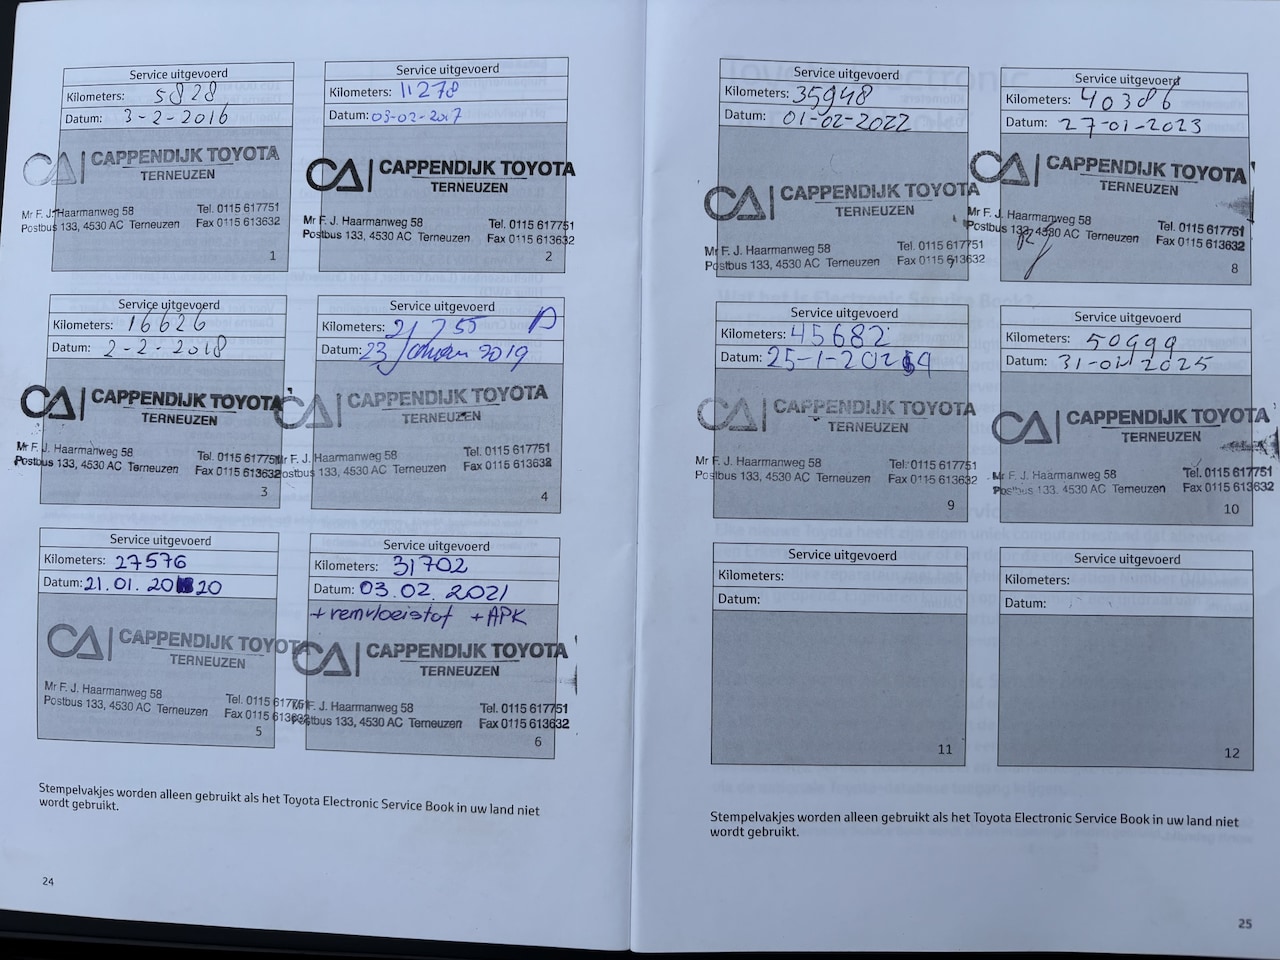 Service uitgevoerd
Kilometers: 5828
Datum: 3-2-2016
CA | CAPPENDIJK TOYOTA
TERNEUZEN
Mr F. J. Haarmanweg 58 Tel. 0115 617751
Postbus 133, 4530 AC Terneuzen Fax 0115 613632
1
Service uitgevoerd
Kilometers: 11278
Datum: 03-02-2017
CA | CAPPENDIJK TOYOTA
TERNEUZEN
Mr F. J. Haarmanweg 58 Tel. 0115 617751
Postbus 133, 4530 AC Terneuzen Fax 0115 613632
2
Service uitgevoerd
Kilometers: 16626
Datum: 2-2-2018
CA | CAPPENDIJK TOYOTA
TERNEUZEN
Mr F. J. Haarmanweg 58 Tel. 0115 617751
Postbus 133, 4530 AC Terneuzen Fax 0115 613632
3
Service uitgevoerd
Kilometers: 21755
Datum: 23 januari 2019
CA | CAPPENDIJK TOYOTA
TERNEUZEN
Mr F. J. Haarmanweg 58 Tel. 0115 617751
Postbus 133, 4530 AC Terneuzen Fax 0115 613632
4
Service uitgevoerd
Kilometers: 27576
Datum: 21.01.2020
CA | CAPPENDIJK TOYOTA
TERNEUZEN
Mr F. J. Haarmanweg 58 Tel. 0115 617751
Postbus 133, 4530 AC Terneuzen Fax 0115 613632
5
Service uitgevoerd
Kilometers: 31702
Datum: 03.02.2021
+ remvloeistof + APK
CA | CAPPENDIJK TOYOTA
TERNEUZEN
Mr F. J. Haarmanweg 58 Tel. 0115 617751
Postbus 133, 4530 AC Terneuzen Fax 0115 613632
6
Stempelvakjes worden alleen gebruikt als het Toyota Electronic Service Book in uw land niet
wordt gebruikt.
24
Service uitgevoerd
Kilometers: 35948
Datum: 01-02-2022
CA | CAPPENDIJK TOYOTA
TERNEUZEN
Mr F. J. Haarmanweg 58 Tel. 0115 617751
Postbus 133, 4530 AC Terneuzen Fax 0115 613632
7
Service uitgevoerd
Kilometers: 40386
Datum: 27-01-2023
CA | CAPPENDIJK TOYOTA
TERNEUZEN
Mr F. J. Haarmanweg 58 Tel. 0115 617751
Postbus 133, 4530 AC Terneuzen Fax 0115 613632
8
Service uitgevoerd
Kilometers: 45682
Datum: 25-1-2024
CA | CAPPENDIJK TOYOTA
TERNEUZEN
Mr F. J. Haarmanweg 58 Tel. 0115 617751
Postbus 133, 4530 AC Terneuzen Fax 0115 613632
9
Service uitgevoerd
Kilometers: 50999
Datum: 31-01-2025
CA | CAPPENDIJK TOYOTA
TERNEUZEN
Mr F. J. Haarmanweg 58 Tel. 0115 617751
Postbus 133, 4530 AC Terneuzen Fax 0115 613632
10
Service uitgevoerd
Kilometers:
Datum:
11
Service uitgevoerd
Kilometers:
Datum:
12
Stempelvakjes worden alleen gebruikt als het Toyota Electronic Service Book in uw land niet
wordt gebruikt.
25